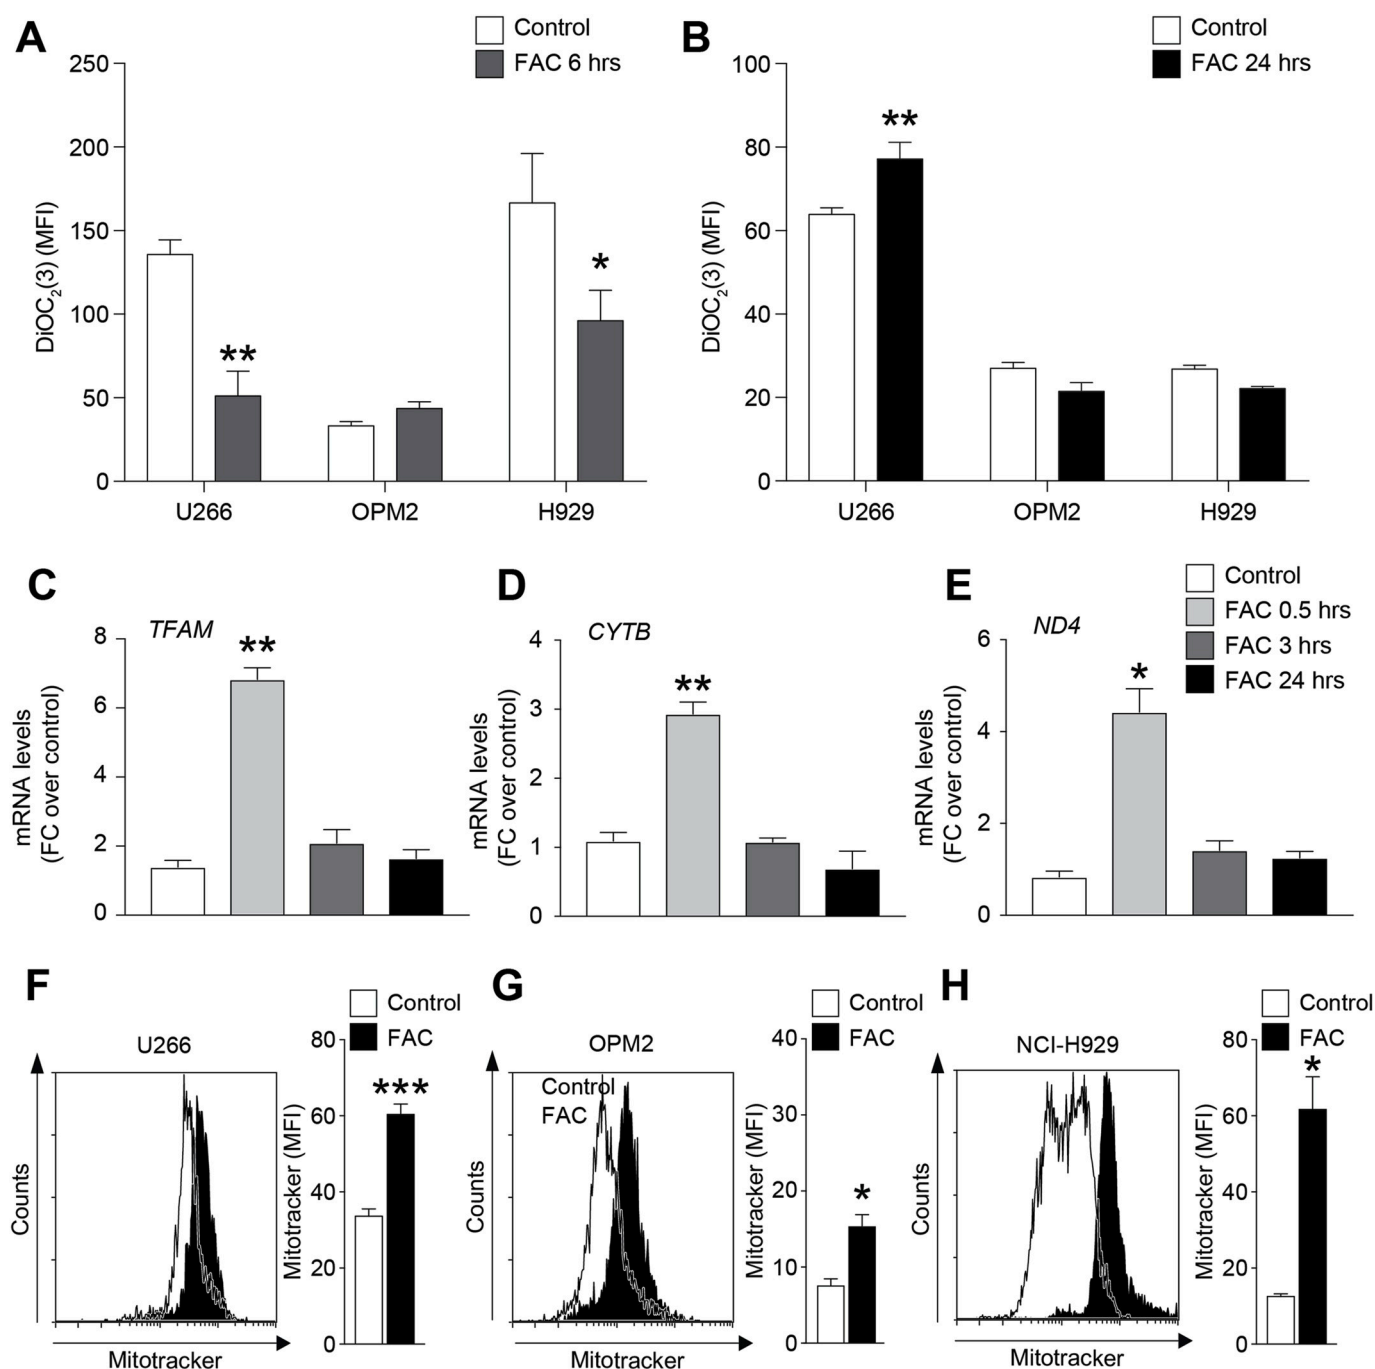 A
Control
FAC 6 hrs
DiOC2(3) (MFI)
250
200
150
100
50
0
**
*
U266
OPM2
H929
B
Control
FAC 24 hrs
DiOC2(3) (MFI)
100
80
60
40
20
0
**
U266
OPM2
H929
C
TFAM
mRNA levels
(FC over control)
8
6
4
2
0
**
D
CYTB
mRNA levels
(FC over control)
4
3
2
1
0
**
E
ND4
mRNA levels
(FC over control)
6
4
2
0
*
Control
FAC 0.5 hrs
FAC 3 hrs
FAC 24 hrs
F
U266
Counts
Mitotracker
Control
FAC
Mitotracker (MFI)
80
60
40
20
0
***
G
OPM2
Control
FAC
Counts
Mitotracker
Control
FAC
Mitotracker (MFI)
40
30
20
10
0
*
H
NCI-H929
Counts
Mitotracker
Control
FAC
Mitotracker (MFI)
80
60
40
20
0
*